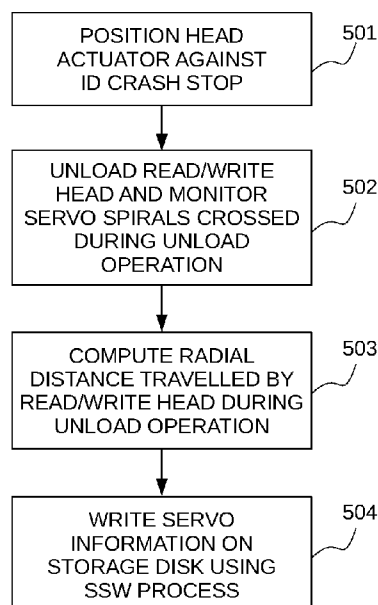 POSITION HEAD
ACTUATOR AGAINST
ID CRASH STOP
501
UNLOAD READ/WRITE
HEAD AND MONITOR
SERVO SPIRALS CROSSED
DURING UNLOAD
OPERATION
502
COMPUTE RADIAL
DISTANCE TRAVELLED BY
READ/WRITE HEAD DURING
UNLOAD OPERATION
503
WRITE SERVO
INFORMATION ON
STORAGE DISK USING
SSW PROCESS
504